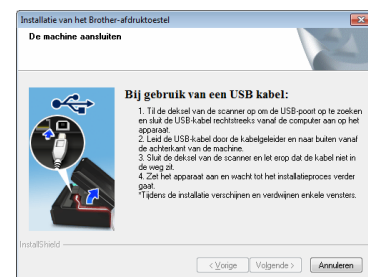 Installatie van het Brother-afdruktoestel
De machine aansluiten
Bij gebruik van een USB kabel:
1. Til de deksel van de scanner op om de USB-poort op te zoeken
en sluit de USB-kabel rechtstreeks vanaf de computer aan op het
apparaat.
2. Leid de USB-kabel door de kabelgeleider en naar buiten vanaf
de achterkant van de machine.
3. Sluit de deksel van de scanner en let erop dat de kabel niet in
de weg zit.
4. Zet het apparaat aan en wacht tot het installatieproces verder
gaat.
*Tijdens de installatie verschijnen en verdwijnen enkele vensters.
InstallShield
< Vorige
Volgende >
Annuleren